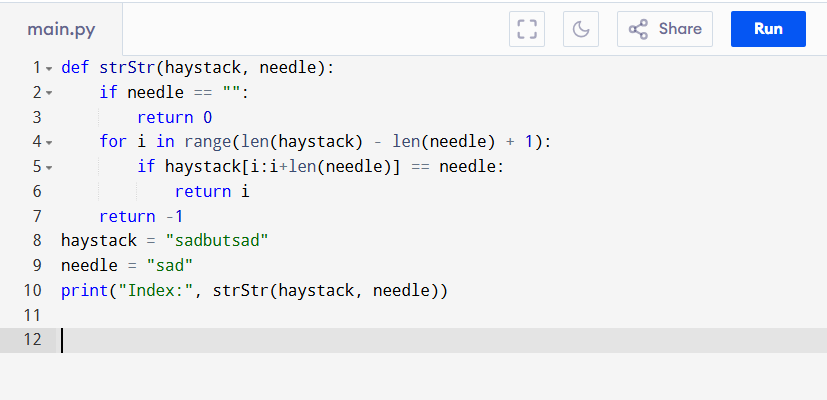 main.py
Share
Run
1 def strStr(haystack, needle):
2     if needle == "":
3         return 0
4     for i in range(len(haystack) - len(needle) + 1):
5         if haystack[i:i+len(needle)] == needle:
6             return i
7     return -1
8 haystack = "sadbutsad"
9 needle = "sad"
10 print("Index:", strStr(haystack, needle))
11
12